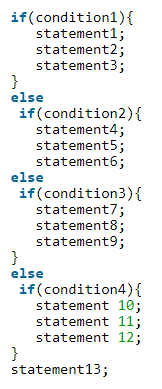 if(condition1){
statement1;
statement2;
statement3;
}
else
if(condition2){
statement4;
statement5;
statement6;
else
if(condition3){
statement7;
statement8;
statement9;
}
else
if(condition4){
statement 10;
statement 11;
statement 12;
}
statement13;